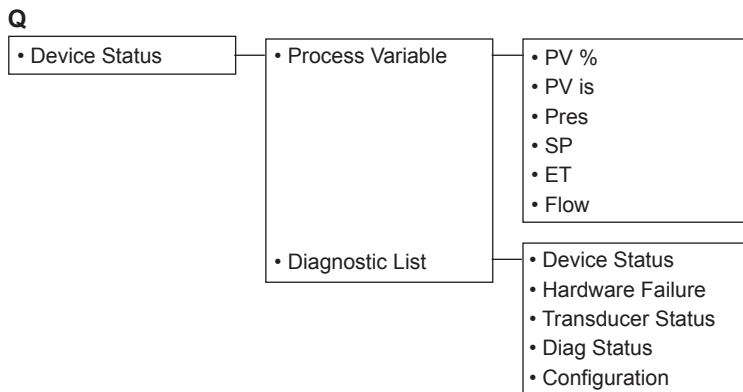 Q
• Device Status
• Process Variable
• Diagnostic List
• PV %
• PV is
• Pres
• SP
• ET
• Flow
• Device Status
• Hardware Failure
• Transducer Status
• Diag Status
• Configuration